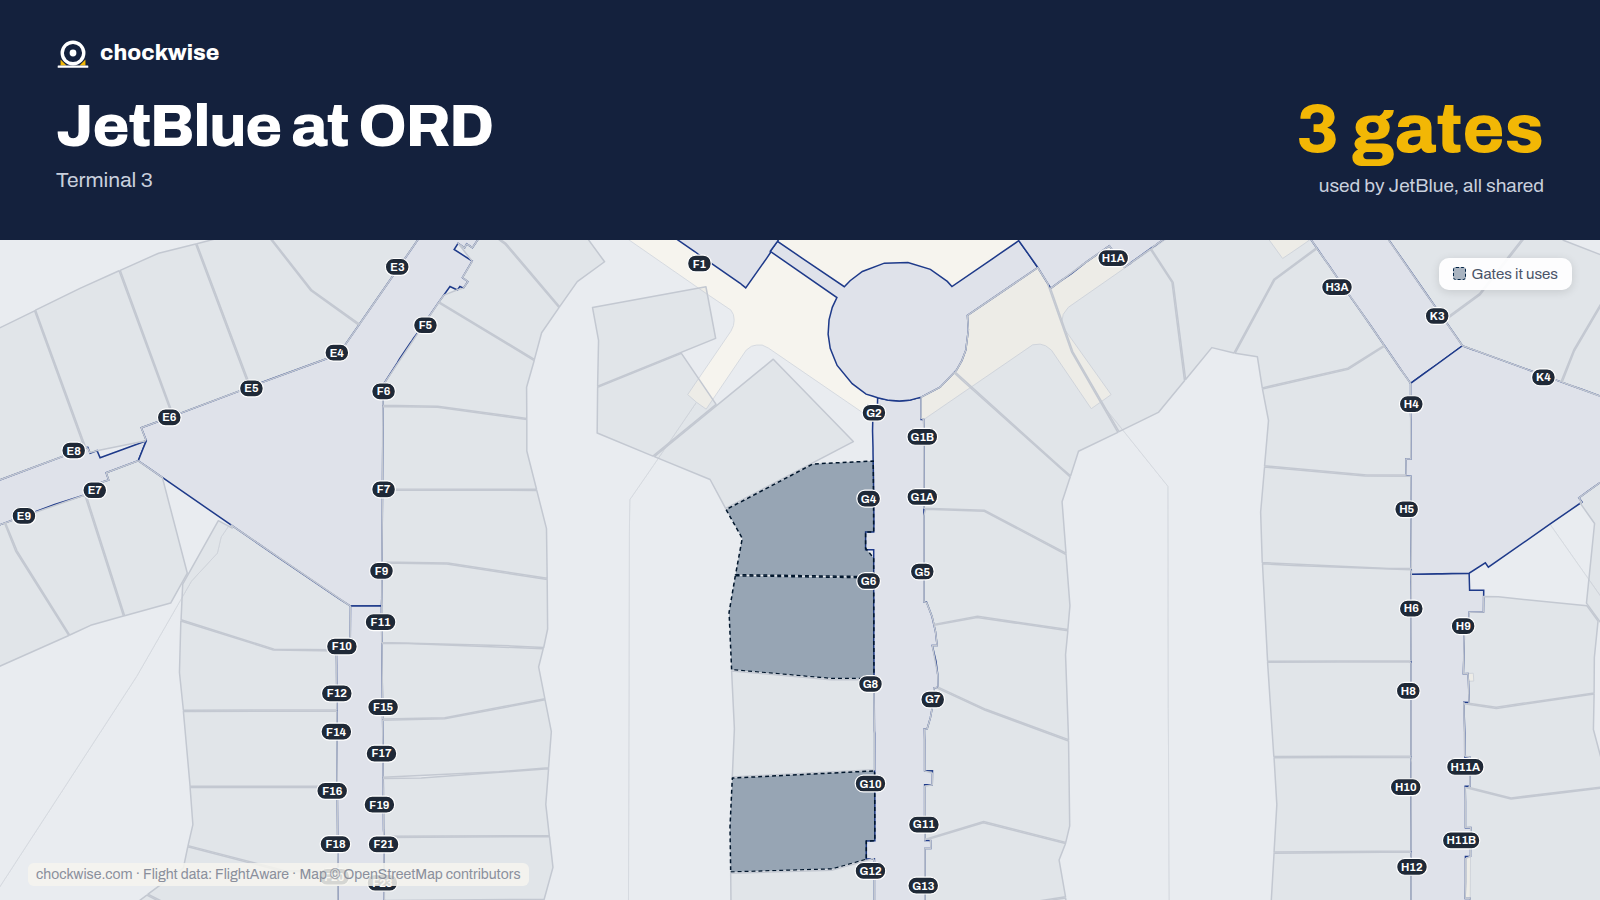 chockwise
JetBlue at ORD
Terminal 3
3 gates
used by JetBlue, all shared
Gates it uses
E3
F1
H1A
H3A
K3
F5
E4
E5
F6
K4
E6
H4
G2
G1B
E8
E7
F7
G4
G1A
H5
E9
F9
G6
G5
H6
F11
H9
F10
G8
F12
G7
H8
F15
F14
F17
H11A
G10
H10
F16
F19
G11
H11B
F18
F21
H12
G12
G13
chockwise.com · Flight data: FlightAware · Map © OpenStreetMap contributors